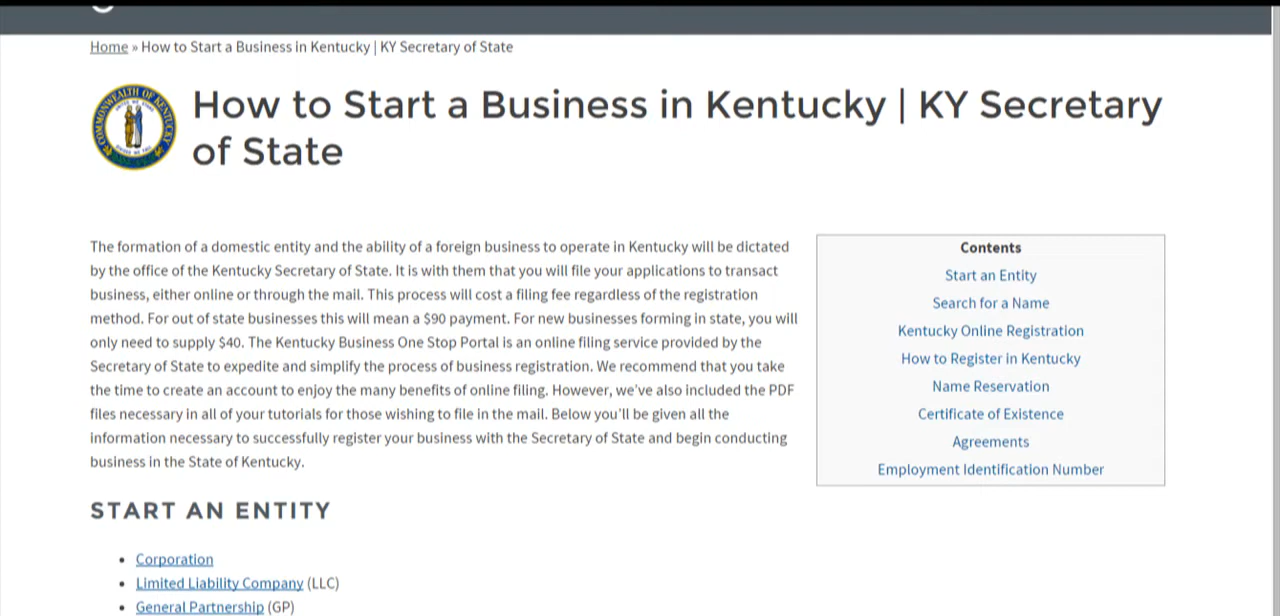 Home » How to Start a Business in Kentucky | KY Secretary of State
COMMONWEALTH OF KENTUCKY
How to Start a Business in Kentucky | KY Secretary
of State
The formation of a domestic entity and the ability of a foreign business to operate in Kentucky will be dictated
by the office of the Kentucky Secretary of State. It is with them that you will file your applications to transact
business, either online or through the mail. This process will cost a filing fee regardless of the registration
method. For out of state businesses this will mean a $90 payment. For new businesses forming in state, you will
only need to supply $40. The Kentucky Business One Stop Portal is an online filing service provided by the
Secretary of State to expedite and simplify the process of business registration. We recommend that you take
the time to create an account to enjoy the many benefits of online filing. However, we've also included the PDF
files necessary in all of your tutorials for those wishing to file in the mail. Below you'll be given all the
information necessary to successfully register your business with the Secretary of State and begin conducting
business in the State of Kentucky.
Contents
Start an Entity
Search for a Name
Kentucky Online Registration
How to Register in Kentucky
Name Reservation
Certificate of Existence
Agreements
Employment Identification Number
START AN ENTITY
• Corporation
• Limited Liability Company (LLC)
• General Partnership (GP)